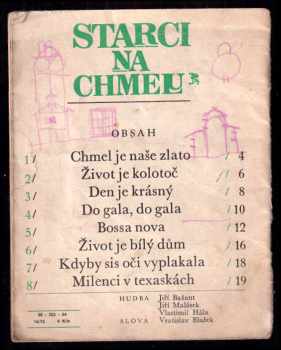 STARCI
NA
CHMELU
OBSAH
1/ Chmel je naše zlato / 4
2/ Život je kolotoč / 6
3/ Den je krásný / 8
4/ Do gala, do gala / 10
5/ Bossa nova / 12
6/ Život je bílý dům / 16
7/ Kdyby sis oči vyplakala / 18
8/ Milenci v texaskách / 19
HUDBA Jiří Bažant
Jiří Malásek
Vlastimil Hála
SLOVA Vratislav Blažek